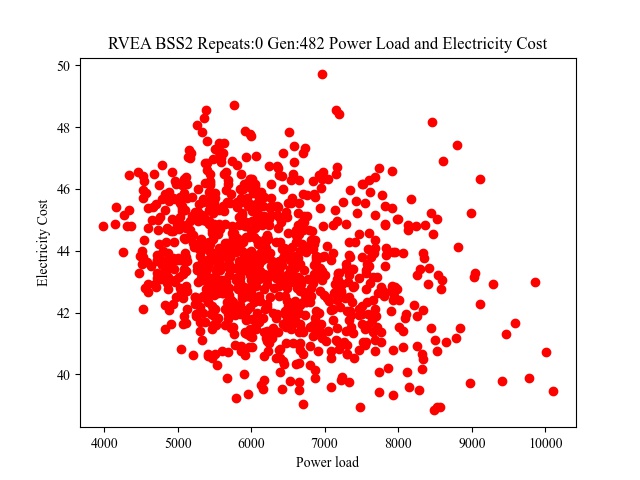 RVEA BSS2 Repeats:0 Gen:482 Power Load and Electricity Cost
50
48
46
44
42
40
Electricity Cost
4000 5000 6000 7000 8000 9000 10000
Power load